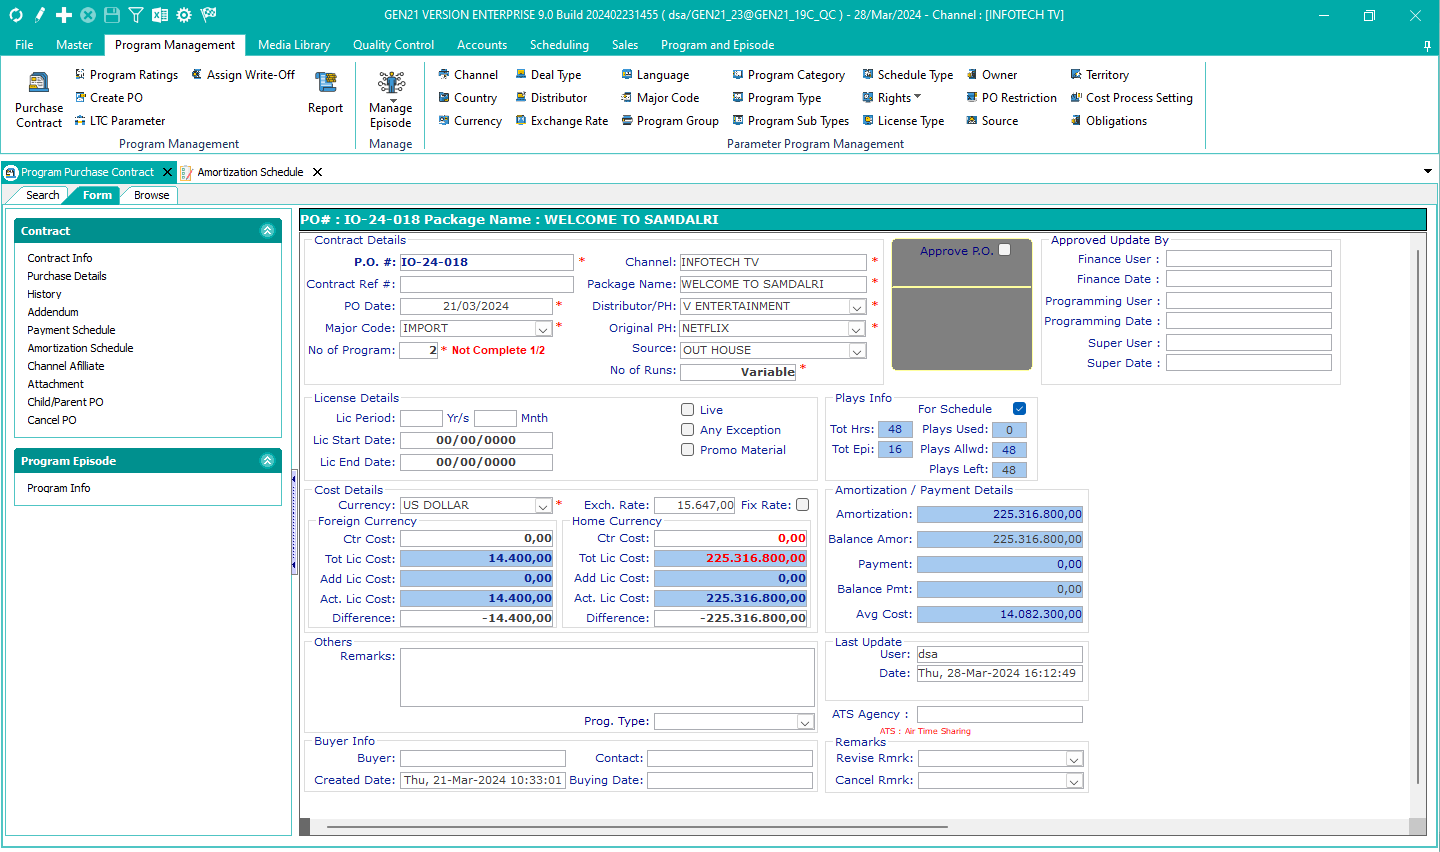 GEN21 VERSION ENTERPRISE 9.0 Build 202402231455 ( dsa/GEN21_23@GEN21_19C_QC ) - 28/Mar/2024 - Channel : [INFOTECH TV]
File Master Program Management Media Library Quality Control Accounts Scheduling Sales Program and Episode
Purchase Contract
Program Ratings
Assign Write-Off
Create PO
LTC Parameter
Report
Program Management
Manage Episode
Manage
Channel Deal Type Language Program Category Schedule Type Owner Territory
Country Distributor Major Code Program Type Rights PO Restriction Cost Process Setting
Currency Exchange Rate Program Group Program Sub Types License Type Source Obligations
Parameter Program Management
Program Purchase Contract Amortization Schedule
Search Form Browse
Contract
Contract Info
Purchase Details
History
Addendum
Payment Schedule
Amortization Schedule
Channel Afilliate
Attachment
Child/Parent PO
Cancel PO
Program Episode
Program Info
PO# : IO-24-018 Package Name : WELCOME TO SAMDALRI
Contract Details
P.O. #: IO-24-018 *
Channel: INFOTECH TV *
Contract Ref #:
Package Name: WELCOME TO SAMDALRI *
PO Date: 21/03/2024 *
Distributor/PH: V ENTERTAINMENT *
Major Code: IMPORT *
Original PH: NETFLIX *
No of Program: 2 * Not Complete 1/2
Source: OUT HOUSE
No of Runs: Variable *
Approve P.O.
Approved Update By
Finance User :
Finance Date :
Programming User :
Programming Date :
Super User :
Super Date :
License Details
Lic Period: Yr/s Mnth
Lic Start Date: 00/00/0000
Lic End Date: 00/00/0000
Live
Any Exception
Promo Material
Plays Info
For Schedule
Tot Hrs: 48 Plays Used: 0
Tot Epi: 16 Plays Allwd: 48
Plays Left: 48
Cost Details
Currency: US DOLLAR * Exch. Rate: 15.647,00 Fix Rate:
Foreign Currency
Ctr Cost: 0,00
Tot Lic Cost: 14.400,00
Add Lic Cost: 0,00
Act. Lic Cost: 14.400,00
Difference: -14.400,00
Home Currency
Ctr Cost: 0,00
Tot Lic Cost: 225.316.800,00
Add Lic Cost: 0,00
Act. Lic Cost: 225.316.800,00
Difference: -225.316.800,00
Amortization / Payment Details
Amortization: 225.316.800,00
Balance Amor: 225.316.800,00
Payment: 0,00
Balance Pmt: 0,00
Avg Cost: 14.082.300,00
Others
Remarks:
Prog. Type:
Last Update
User: dsa
Date: Thu, 28-Mar-2024 16:12:49
ATS Agency :
ATS : Air Time Sharing
Buyer Info
Buyer: Contact:
Created Date: Thu, 21-Mar-2024 10:33:01 Buying Date:
Remarks
Revise Rmrk:
Cancel Rmrk: